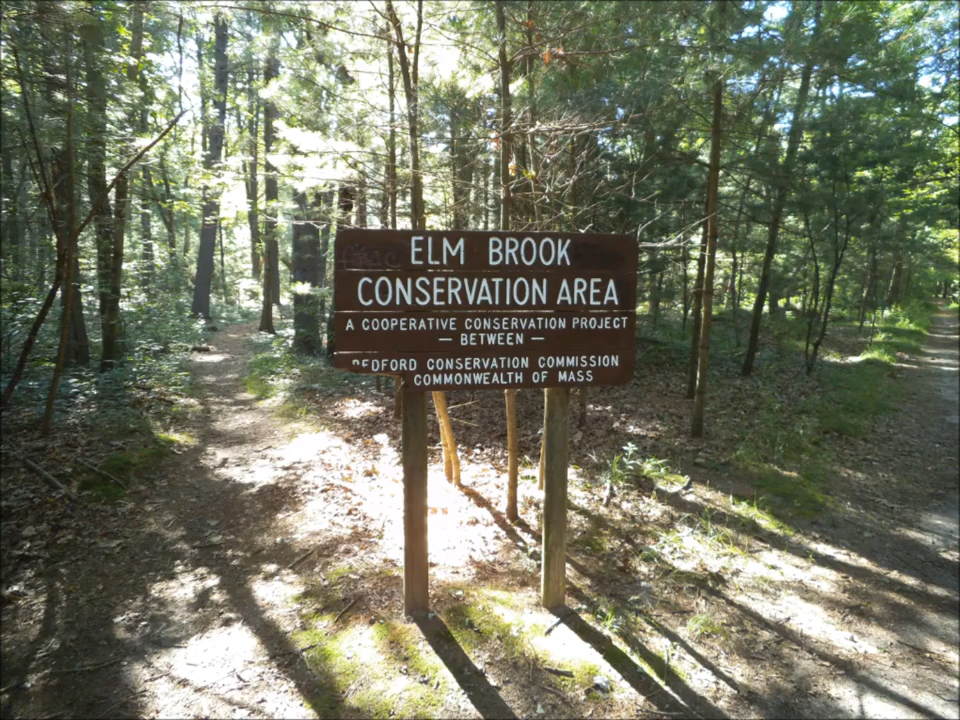 ELM BROOK
CONSERVATION AREA
A COOPERATIVE CONSERVATION PROJECT
— BETWEEN —
BEDFORD CONSERVATION COMMISSION
COMMONWEALTH OF MASS